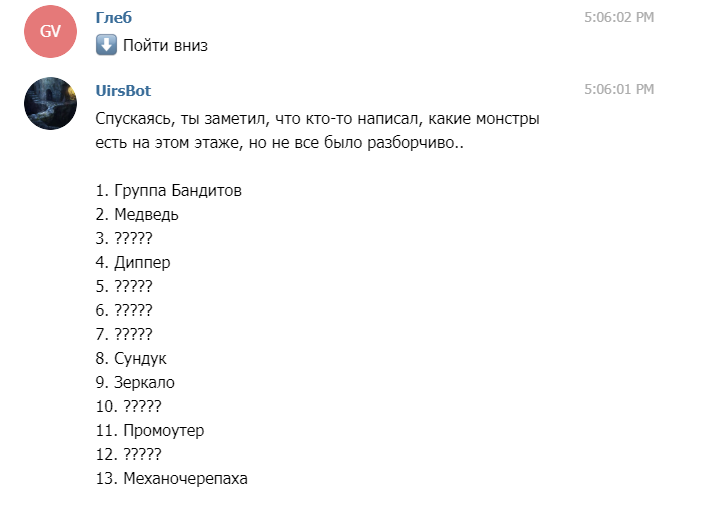 GV
Глеб
5:06:02 PM
⬇️ Пойти вниз
UirsBot
5:06:01 PM
Спускаясь, ты заметил, что кто-то написал, какие монстры
есть на этом этаже, но не все было разборчиво..
1. Группа Бандитов
2. Медведь
3. ?????
4. Диппер
5. ?????
6. ?????
7. ?????
8. Сундук
9. Зеркало
10. ?????
11. Промоутер
12. ?????
13. Механочерепаха